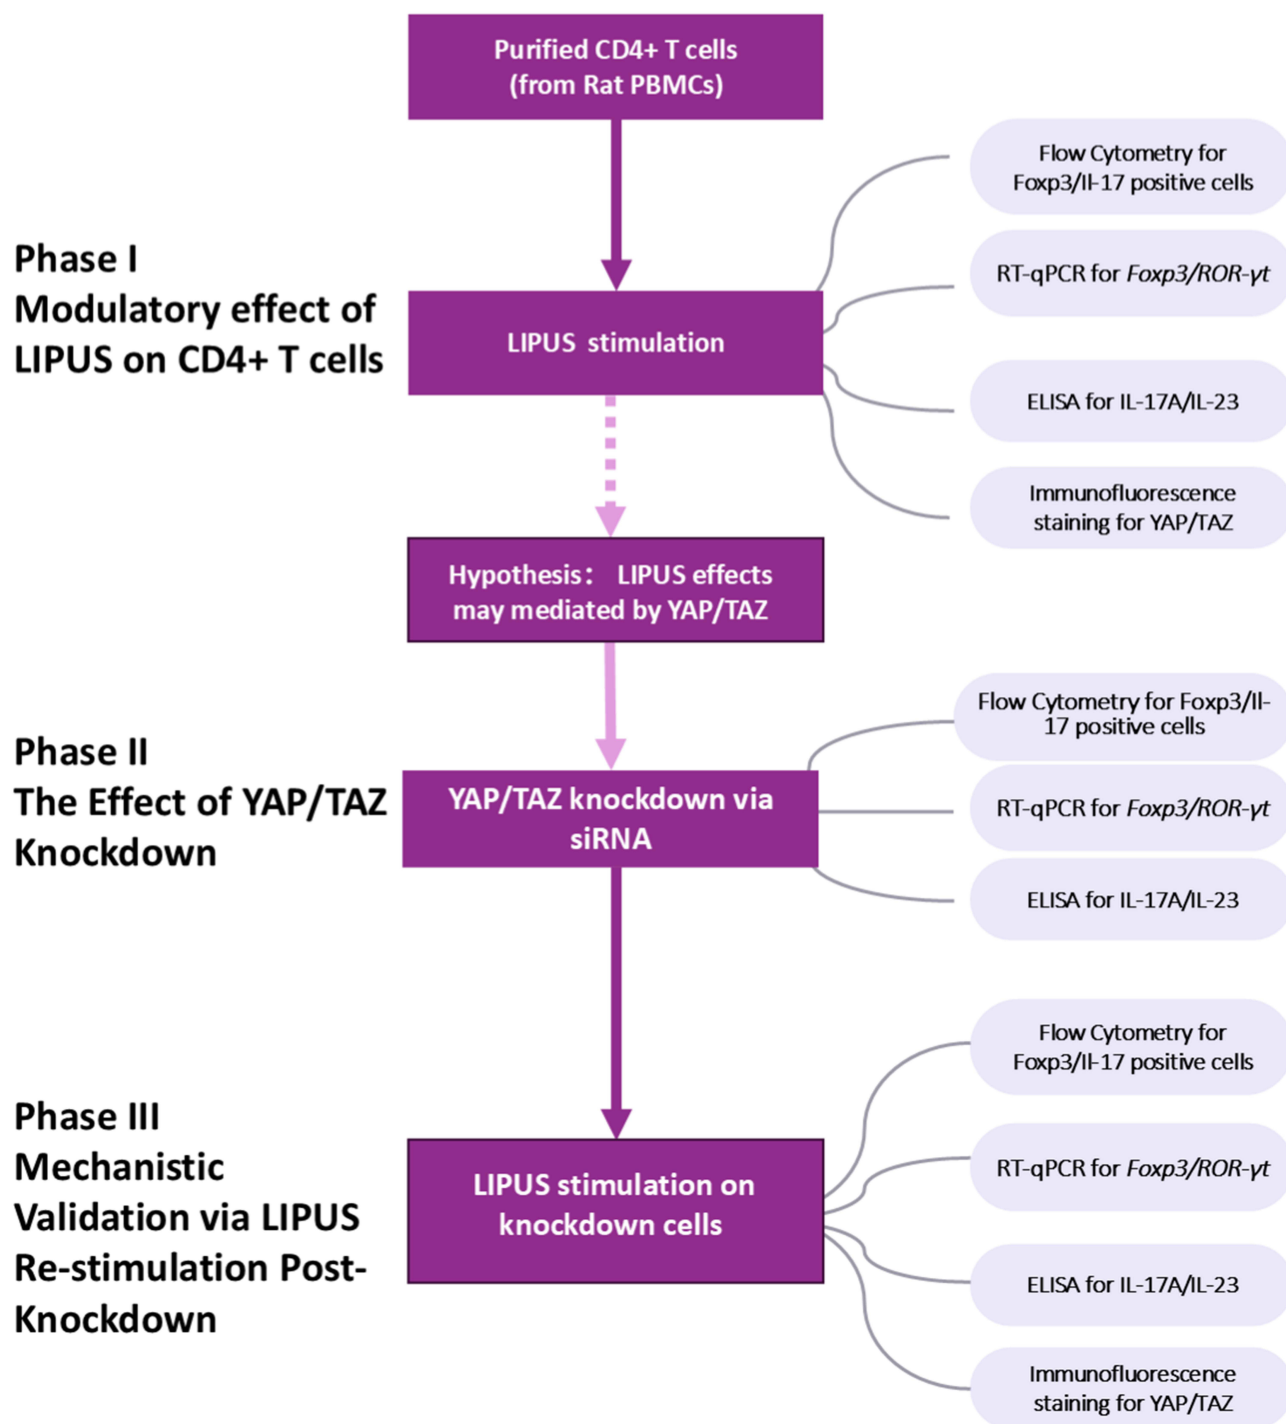 Purified CD4+ T cells
(from Rat PBMCs)
Phase I
Modulatory effect of
LIPUS on CD4+ T cells
LIPUS stimulation
Flow Cytometry for
Foxp3/Il-17 positive cells
RT-qPCR for Foxp3/ROR-γt
ELISA for IL-17A/IL-23
Immunofluorescence
staining for YAP/TAZ
Hypothesis： LIPUS effects
may mediated by YAP/TAZ
Phase II
The Effect of YAP/TAZ
Knockdown
YAP/TAZ knockdown via
siRNA
Flow Cytometry for Foxp3/Il-
17 positive cells
RT-qPCR for Foxp3/ROR-γt
ELISA for IL-17A/IL-23
Phase III
Mechanistic
Validation via LIPUS
Re-stimulation Post-
Knockdown
LIPUS stimulation on
knockdown cells
Flow Cytometry for
Foxp3/Il-17 positive cells
RT-qPCR for Foxp3/ROR-γt
ELISA for IL-17A/IL-23
Immunofluorescence
staining for YAP/TAZ